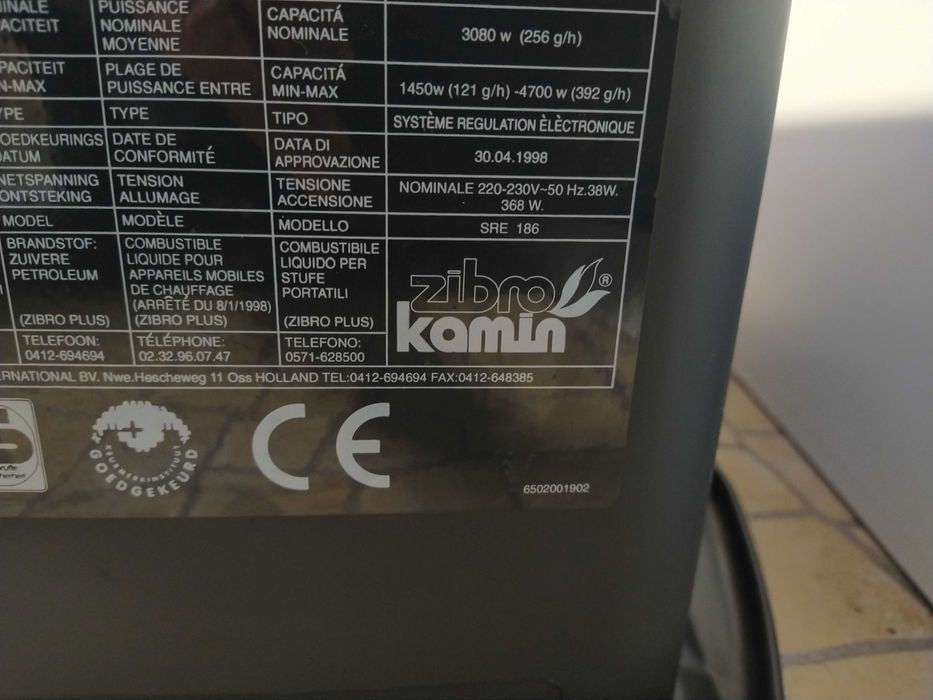 PUISSANCE
NOMINALE
MOYENNE
CAPACITÁ
NOMINALE
3080 w (256 g/h)
PLAGE DE
PUISSANCE ENTRE
CAPACITÁ
MIN-MAX
1450w (121 g/h) -4700 w (392 g/h)
TYPE
TIPO
SYSTÈME REGULATION ÈLÈCTRONIQUE
DATE DE
CONFORMITÉ
DATA DI
APPROVAZIONE
30.04.1998
NETSPANNING
ONTSTEKING
TENSION
ALLUMAGE
TENSIONE
ACCENSIONE
NOMINALE 220-230V~50 Hz.38W.
368 W.
MODEL
MODÈLE
MODELLO
SRE 186
BRANDSTOF:
ZUIVERE
PETROLEUM
(ZIBRO PLUS)
COMBUSTIBLE
LIQUIDE POUR
APPAREILS MOBILES
DE CHAUFFAGE
(ARRÊTÉ DU 8/1/1998)
(ZIBRO PLUS)
COMBUSTIBILE
LIQUIDO PER
STUFE
PORTATILI
(ZIBRO PLUS)
zibro ®
kamin
TELEFOON:
0412-694694
TÉLÉPHONE:
02.32.96.07.47
TELEFONO:
0571-628500
BV. Nwe.Hescheweg 11 Oss HOLLAND TEL:0412-694694 FAX:0412-648385
KEURMERKINSTITUUT
GOEDGEKEURD
CE
6502001902